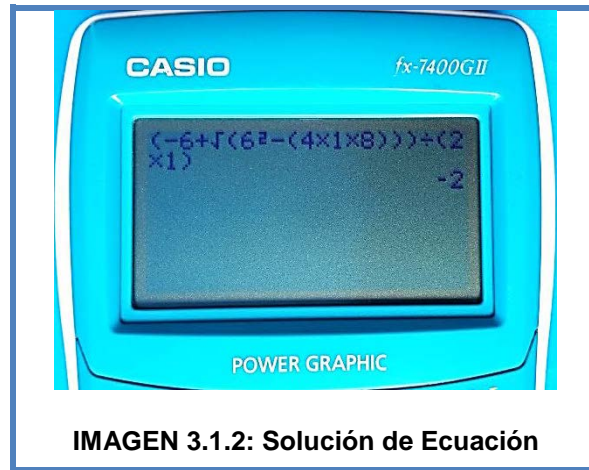 CASIO fx-7400GII
(-6+√(6²-(4×1×8)))÷(2
×1)
-2
POWER GRAPHIC
IMAGEN 3.1.2: Solución de Ecuación